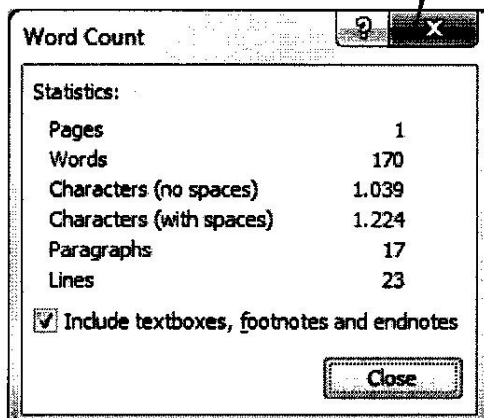 Word Count
Statistics:
Pages 1
Words 170
Characters (no spaces) 1.039
Characters (with spaces) 1.224
Paragraphs 17
Lines 23
Include textboxes, footnotes and endnotes
Close